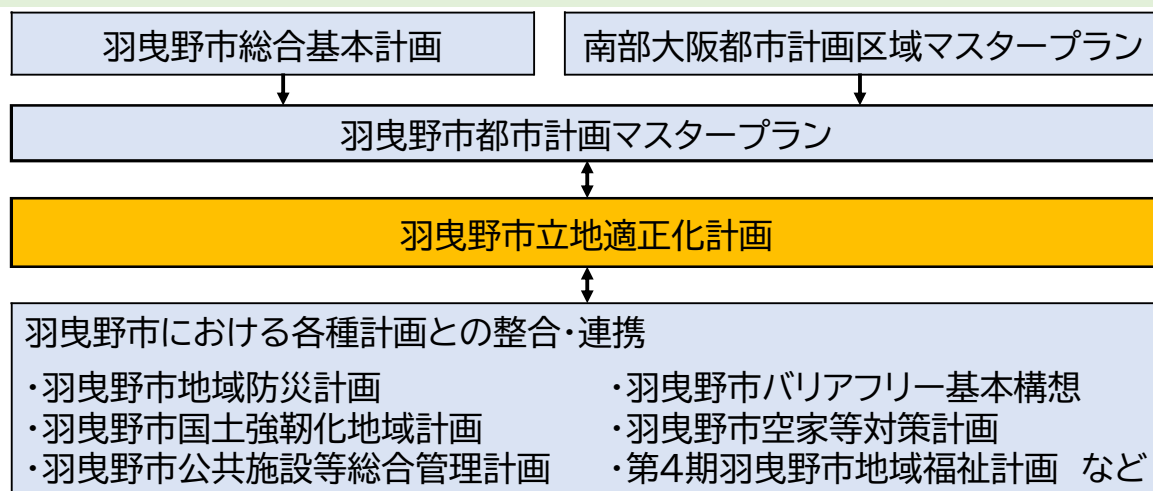 羽曳野市総合基本計画
南部大阪都市計画区域マスタープラン
羽曳野市都市計画マスタープラン
羽曳野市立地適正化計画
羽曳野市における各種計画との整合・連携
・羽曳野市地域防災計画
・羽曳野市国土強靭化地域計画
・羽曳野市公共施設等総合管理計画
・羽曳野市バリアフリー基本構想
・羽曳野市空家等対策計画
・第4期羽曳野市地域福祉計画 など